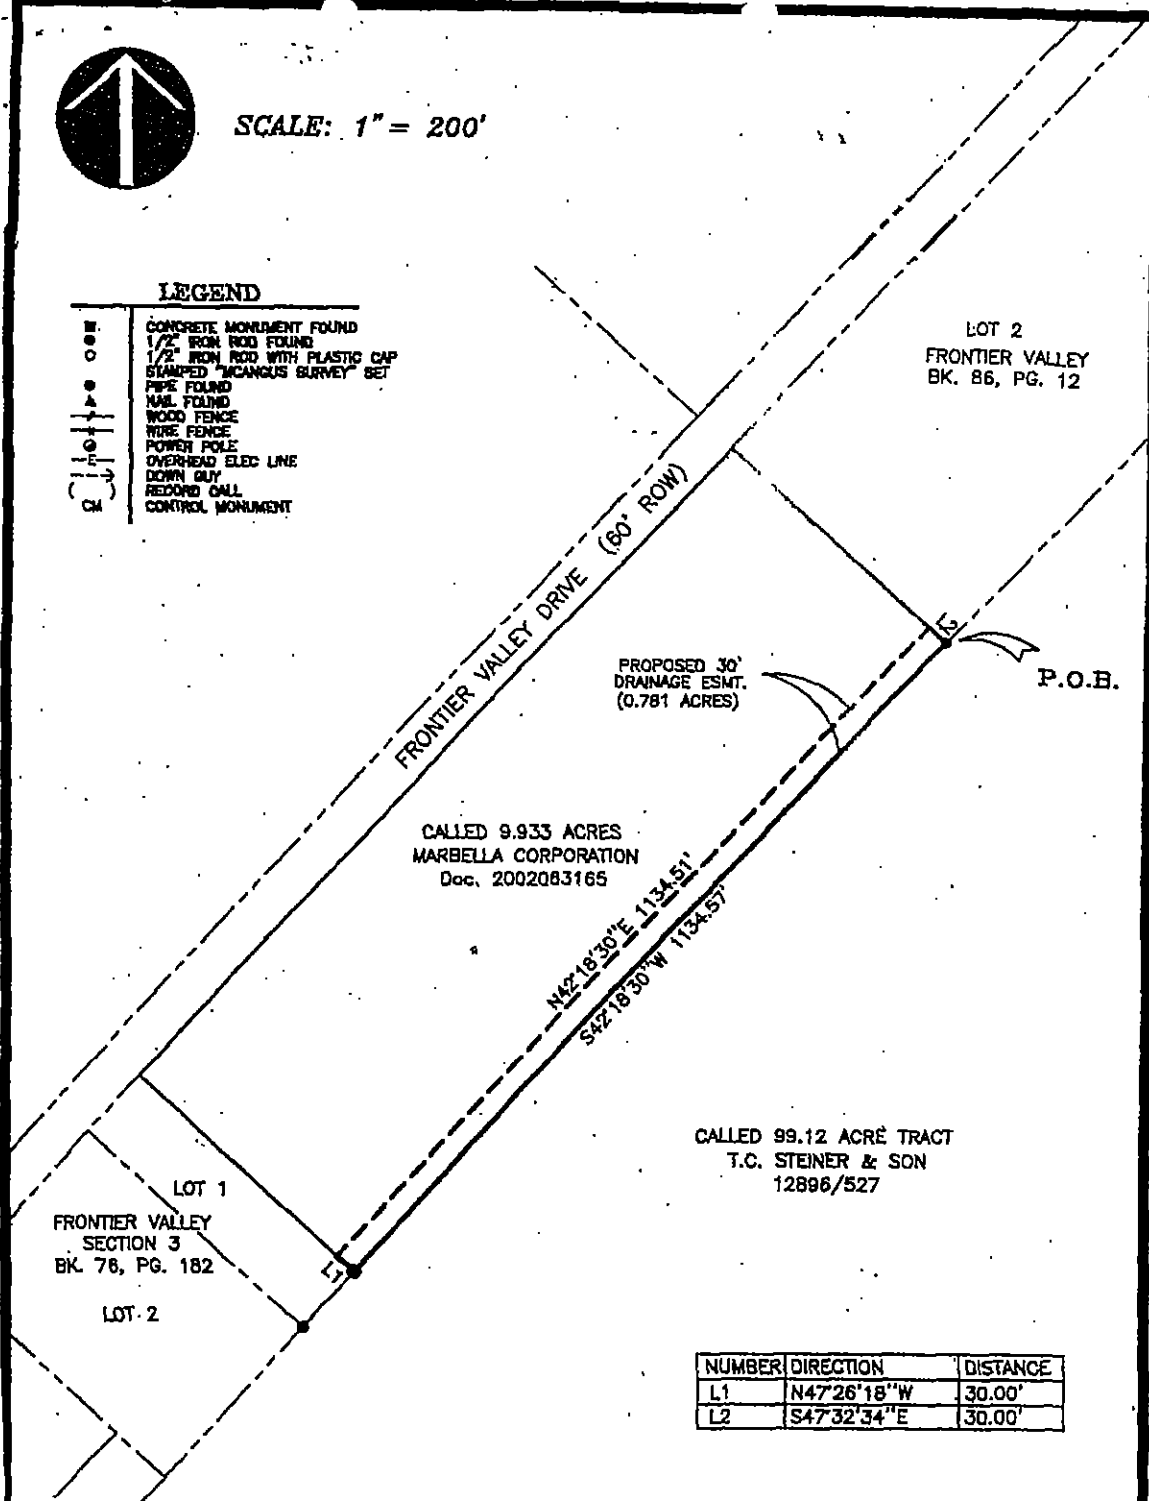 SCALE: 1" = 200'
LEGEND
CONCRETE MONUMENT FOUND
1/2" IRON ROD FOUND
1/2" IRON ROD WITH PLASTIC CAP
STAMPED "MCANGUS SURVEY" SET
PIPE FOUND
NAIL FOUND
WOOD FENCE
WIRE FENCE
POWER POLE
OVERHEAD ELEC LINE
DOWN GUY
( ) RECORD CALL
CM CONTROL MONUMENT
LOT 2
FRONTIER VALLEY
BK. 86, PG. 12
FRONTIER VALLEY DRIVE (60' ROW)
L2
P.O.B.
PROPOSED 30'
DRAINAGE ESMT.
(0.781 ACRES)
CALLED 9.933 ACRES
MARBELLA CORPORATION
Doc. 2002083165
N42°18'30"E 1134.51'
S42°18'30"W 1134.57'
CALLED 99.12 ACRE TRACT
T.C. STEINER & SON
12896/527
LOT 1
FRONTIER VALLEY
SECTION 3
BK. 76, PG. 182
LOT 2
L1
NUMBER DIRECTION DISTANCE
L1 N47°26'18"W 30.00'
L2 S47°32'34"E 30.00'